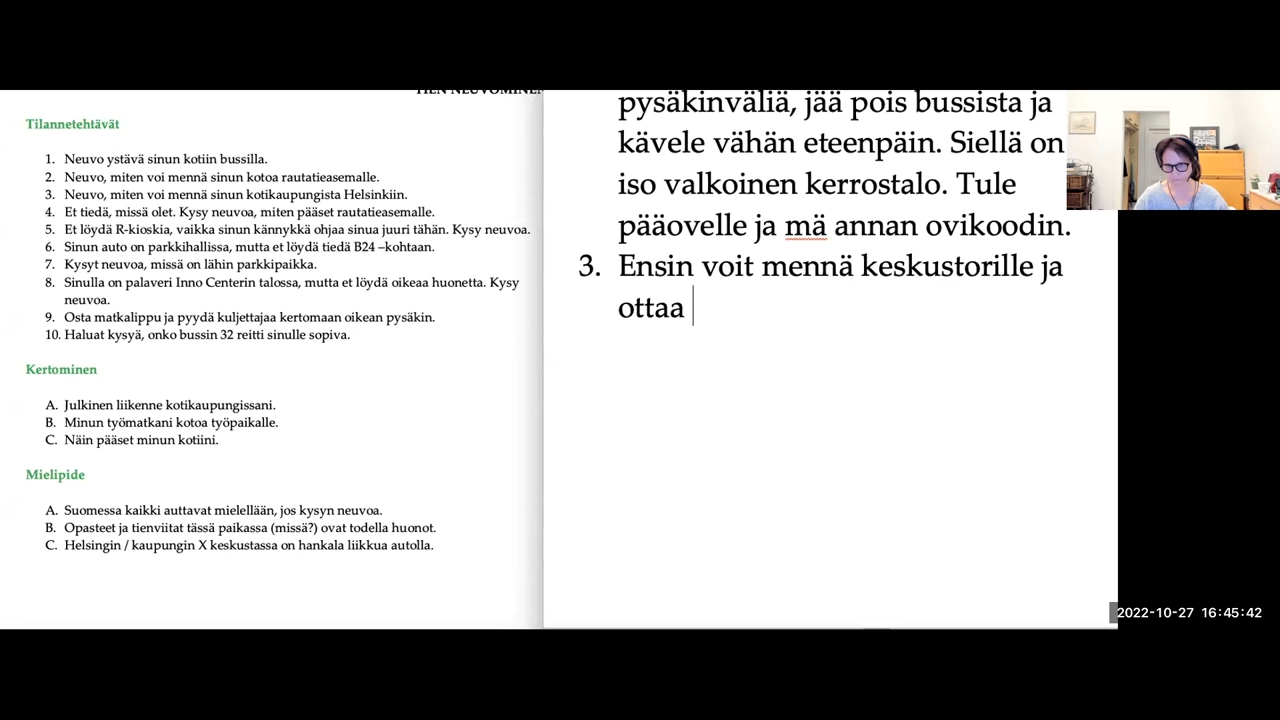 Tilannetehtävät
1. Neuvo ystävä sinun kotiin bussilla.
2. Neuvo, miten voi mennä sinun kotoa rautatieasemalle.
3. Neuvo, miten voi mennä sinun kotikaupungista Helsinkiin.
4. Et tiedä, missä olet. Kysy neuvoa, miten pääset rautatieasemalle.
5. Et löydä R-kioskia, vaikka sinun kännykkä ohjaa sinua juuri tähän. Kysy neuvoa.
6. Sinun auto on parkkihallissa, mutta et löydä tiedä B24 –kohtaan.
7. Kysyt neuvoa, missä on lähin parkkipaikka.
8. Sinulla on palaveri Inno Centerin talossa, mutta et löydä oikeaa huonetta. Kysy
neuvoa.
9. Osta matkalippu ja pyydä kuljettajaa kertomaan oikean pysäkin.
10. Haluat kysyä, onko bussin 32 reitti sinulle sopiva.
Kertominen
A. Julkinen liikenne kotikaupungissani.
B. Minun työmatkani kotoa työpaikalle.
C. Näin pääset minun kotiini.
Mielipide
A. Suomessa kaikki auttavat mielellään, jos kysyn neuvoa.
B. Opasteet ja tienviitat tässä paikassa (missä?) ovat todella huonot.
C. Helsingin / kaupungin X keskustassa on hankala liikkua autolla.
pysäkinväliä, jää pois bussista ja
kävele vähän eteenpäin. Siellä on
iso valkoinen kerrostalo. Tule
pääovelle ja mä annan ovikoodin.
3. Ensin voit mennä keskustorille ja
ottaa
2022-10-27 16:45:42